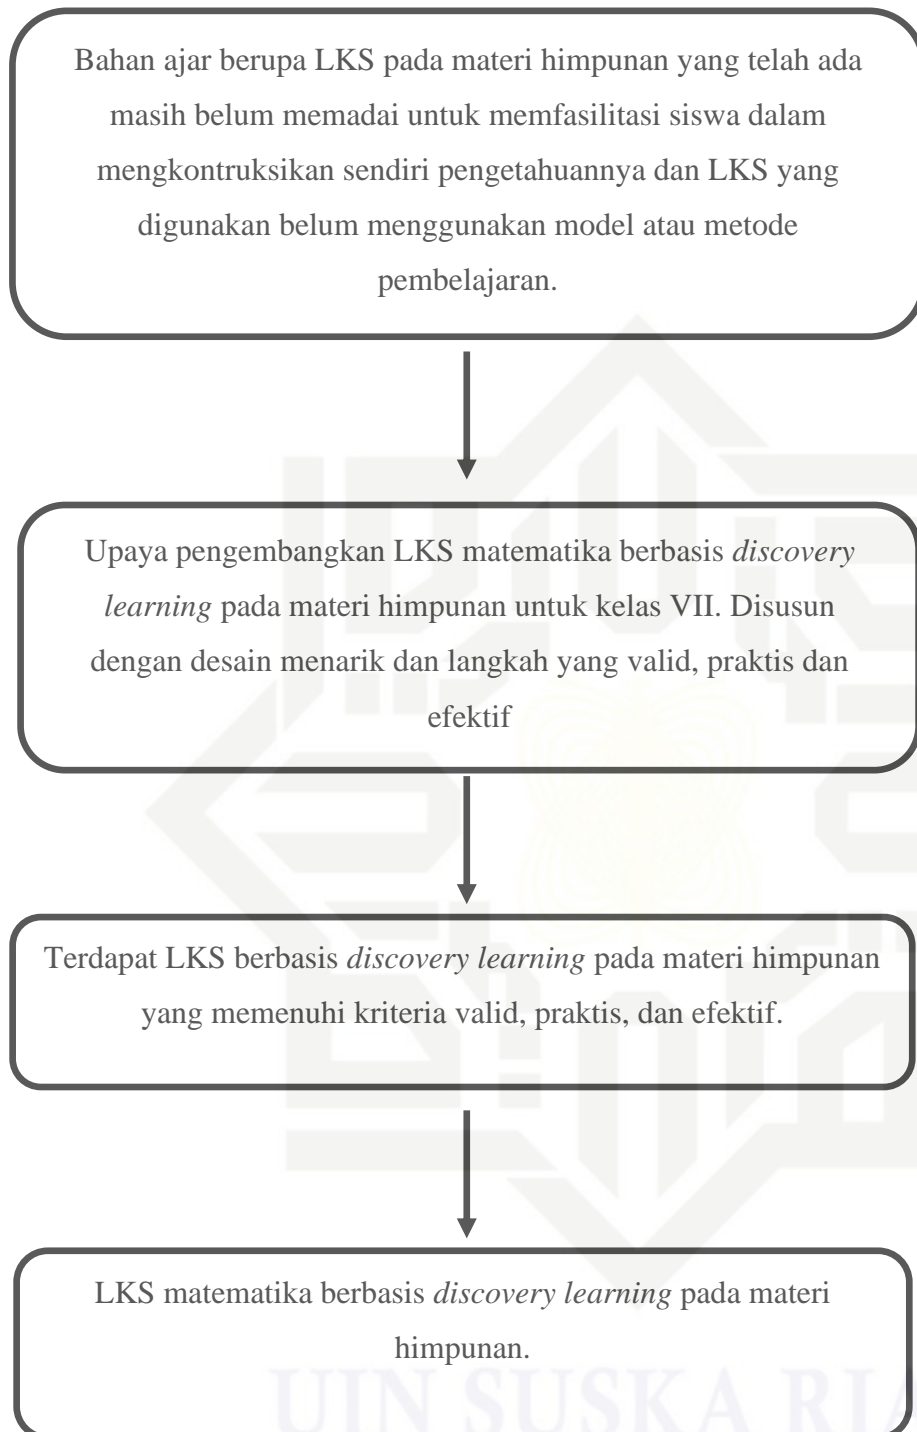 Bahan ajar berupa LKS pada materi himpunan yang telah ada
masih belum memadai untuk memfasilitasi siswa dalam
mengkontruksikan sendiri pengetahuannya dan LKS yang
digunakan belum menggunakan model atau metode
pembelajaran.
Upaya pengembangkan LKS matematika berbasis discovery
learning pada materi himpunan untuk kelas VII. Disusun
dengan desain menarik dan langkah yang valid, praktis dan
efektif
Terdapat LKS berbasis discovery learning pada materi himpunan
yang memenuhi kriteria valid, praktis, dan efektif.
LKS matematika berbasis discovery learning pada materi
himpunan.
UIN SUSKA RIA